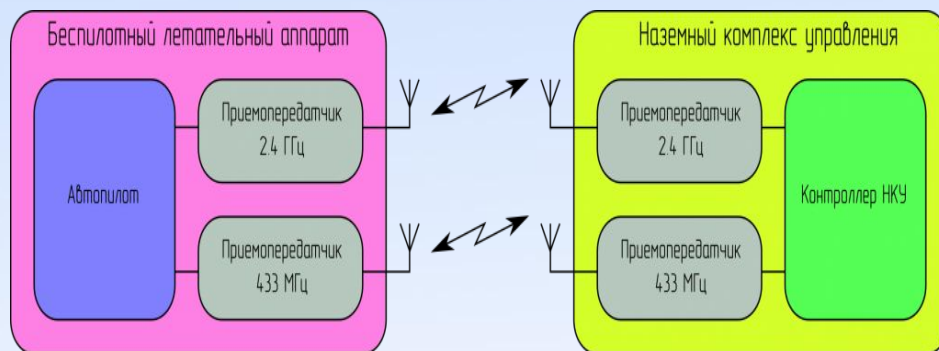 Беспилотный летательный аппарат
Наземный комплекс управления
Автопилот
Приемопередатчик
2.4 ГГц
Приемопередатчик
433 МГц
Приемопередатчик
2.4 ГГц
Приемопередатчик
433 МГц
Контроллер НКУ